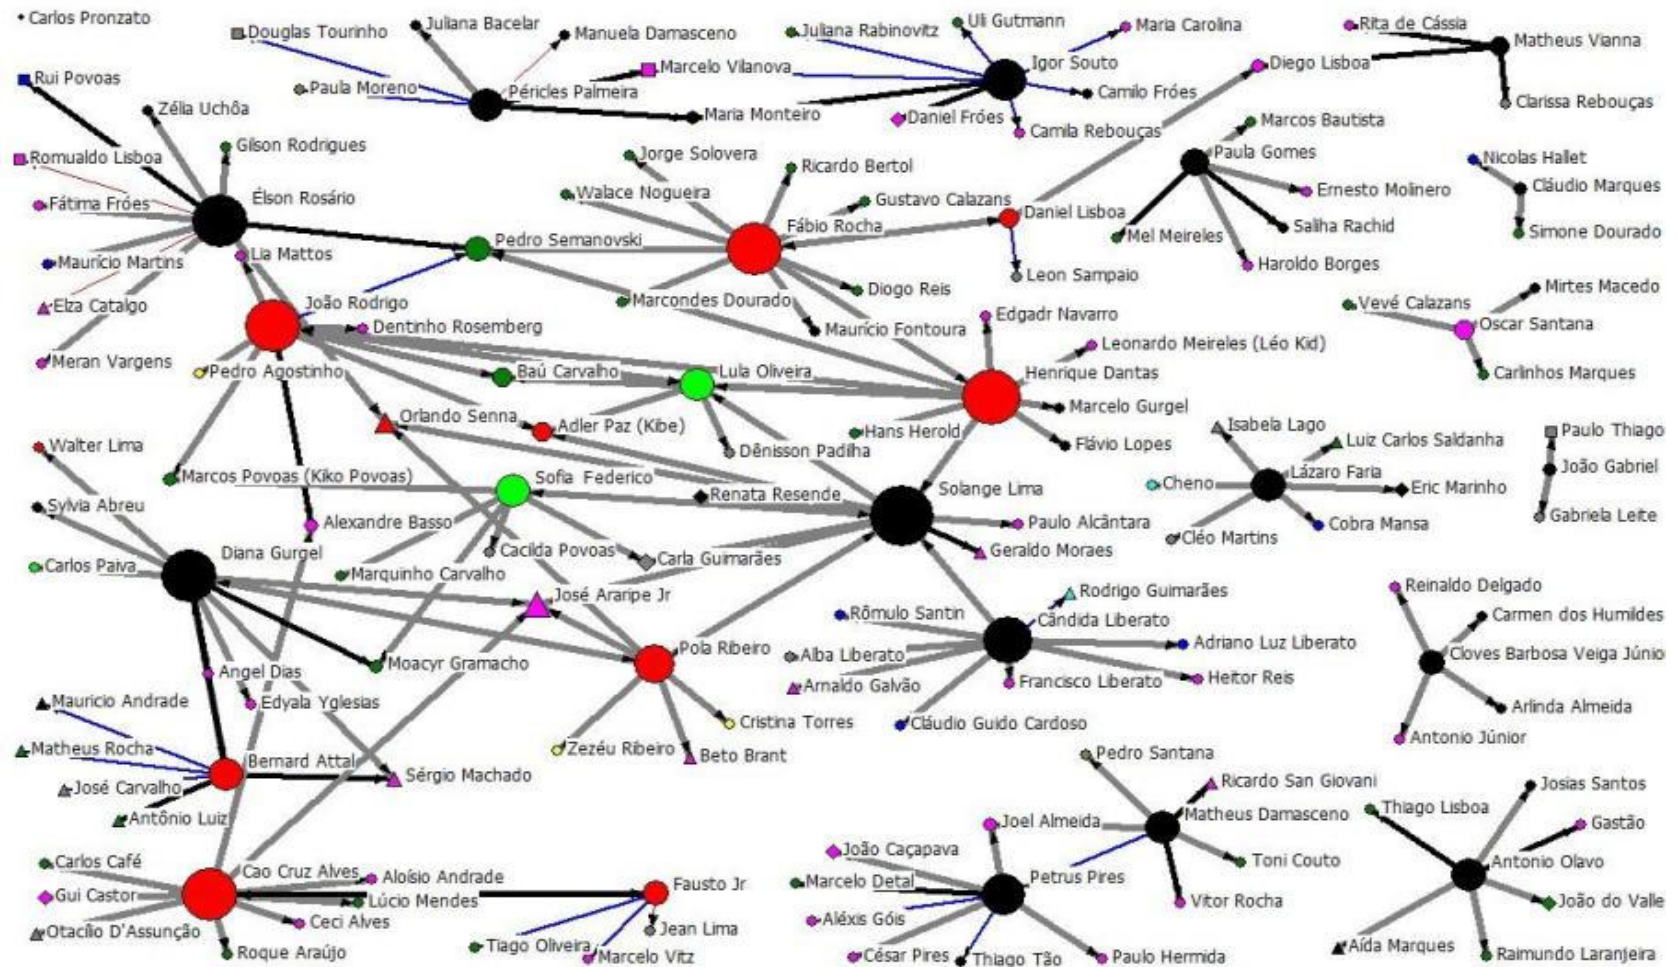 Carlos Pronzato
Douglas Tourinho
Juliana Bacelar
Manuela Damasceno
Juliana Rabinovitz
Uli Gutmann
Maria Carolina
Rita de Cássia
Matheus Vianna
Rui Povoas
Paula Moreno
Péricles Palmeira
Marcelo Vilanova
Igor Souto
Diego Lisboa
Zélia Uchôa
Maria Monteiro
Daniel Fróes
Camilo Fróes
Clarissa Rebouças
Camila Rebouças
Marcos Bautista
Romualdo Lisboa
Gilson Rodrigues
Jorge Solovera
Ricardo Bertol
Paula Gomes
Nicolas Hallet
Fátima Fróes
Élson Rosário
Walace Nogueira
Gustavo Calazans
Ernesto Molinero
Cláudio Marques
Pedro Semanovski
Fábio Rocha
Daniel Lisboa
Mel Meireles
Saliha Rachid
Simone Dourado
Maurício Martins
Lia Mattos
Leon Sampaio
Haroldo Borges
Elza Catalgo
João Rodrigo
Marcondes Dourado
Diogo Reis
Mirtes Macedo
Vevé Calazans
Dentinho Rosemberg
Maurício Fontoura
Edgadr Navarro
Oscar Santana
Meran Vargens
Pedro Agostinho
Baú Carvalho
Lula Oliveira
Leonardo Meireles (Léo Kid)
Henrique Dantas
Carlinhos Marques
Orlando Senna
Adler Paz (Kibe)
Hans Herold
Marcelo Gurgel
Walter Lima
Dênisson Padilha
Flávio Lopes
Isabela Lago
Luiz Carlos Saldanha
Paulo Thiago
Marcos Povoas (Kiko Povoas)
Sofia Federico
Renata Resende
Solange Lima
Lázaro Faria
João Gabriel
Cheno
Eric Marinho
Sylvia Abreu
Alexandre Basso
Paulo Alcântara
Cobra Mansa
Gabriela Leite
Cléo Martins
Diana Gurgel
Cacilda Povoas
Carla Guimarães
Geraldo Moraes
Carlos Paiva
Marquinho Carvalho
José Araripe Jr
Rodrigo Guimarães
Reinaldo Delgado
Rômulo Santin
Cândida Liberato
Carmen dos Humildes
Pola Ribeiro
Alba Liberato
Adriano Luz Liberato
Cloves Barbosa Veiga Júnio
Moacyr Gramacho
Angel Dias
Arnaldo Galvão
Francisco Liberato
Heitor Reis
Mauricio Andrade
Edyala Yglesias
Cristina Torres
Cláudio Guido Cardoso
Arlinda Almeida
Antonio Júnior
Matheus Rocha
Bernard Attal
Zezéu Ribeiro
Beto Brant
Pedro Santana
José Carvalho
Sérgio Machado
Ricardo San Giovani
Josias Santos
Antônio Luiz
Joel Almeida
Matheus Damasceno
Thiago Lisboa
Gastão
Carlos Café
Cao Cruz Alves
Aloísio Andrade
Fausto Jr
João Caçapava
Petrus Pires
Toni Couto
Antonio Olavo
Gui Castor
Lúcio Mendes
Marcelo Detal
Vitor Rocha
João do Valle
Otacílio D'Assunção
Ceci Alves
Jean Lima
Aléxis Góis
Roque Araújo
Tiago Oliveira
Marcelo Vitz
César Pires
Thiago Tão
Paulo Hermida
Aída Marques
Raimundo Laranjeira